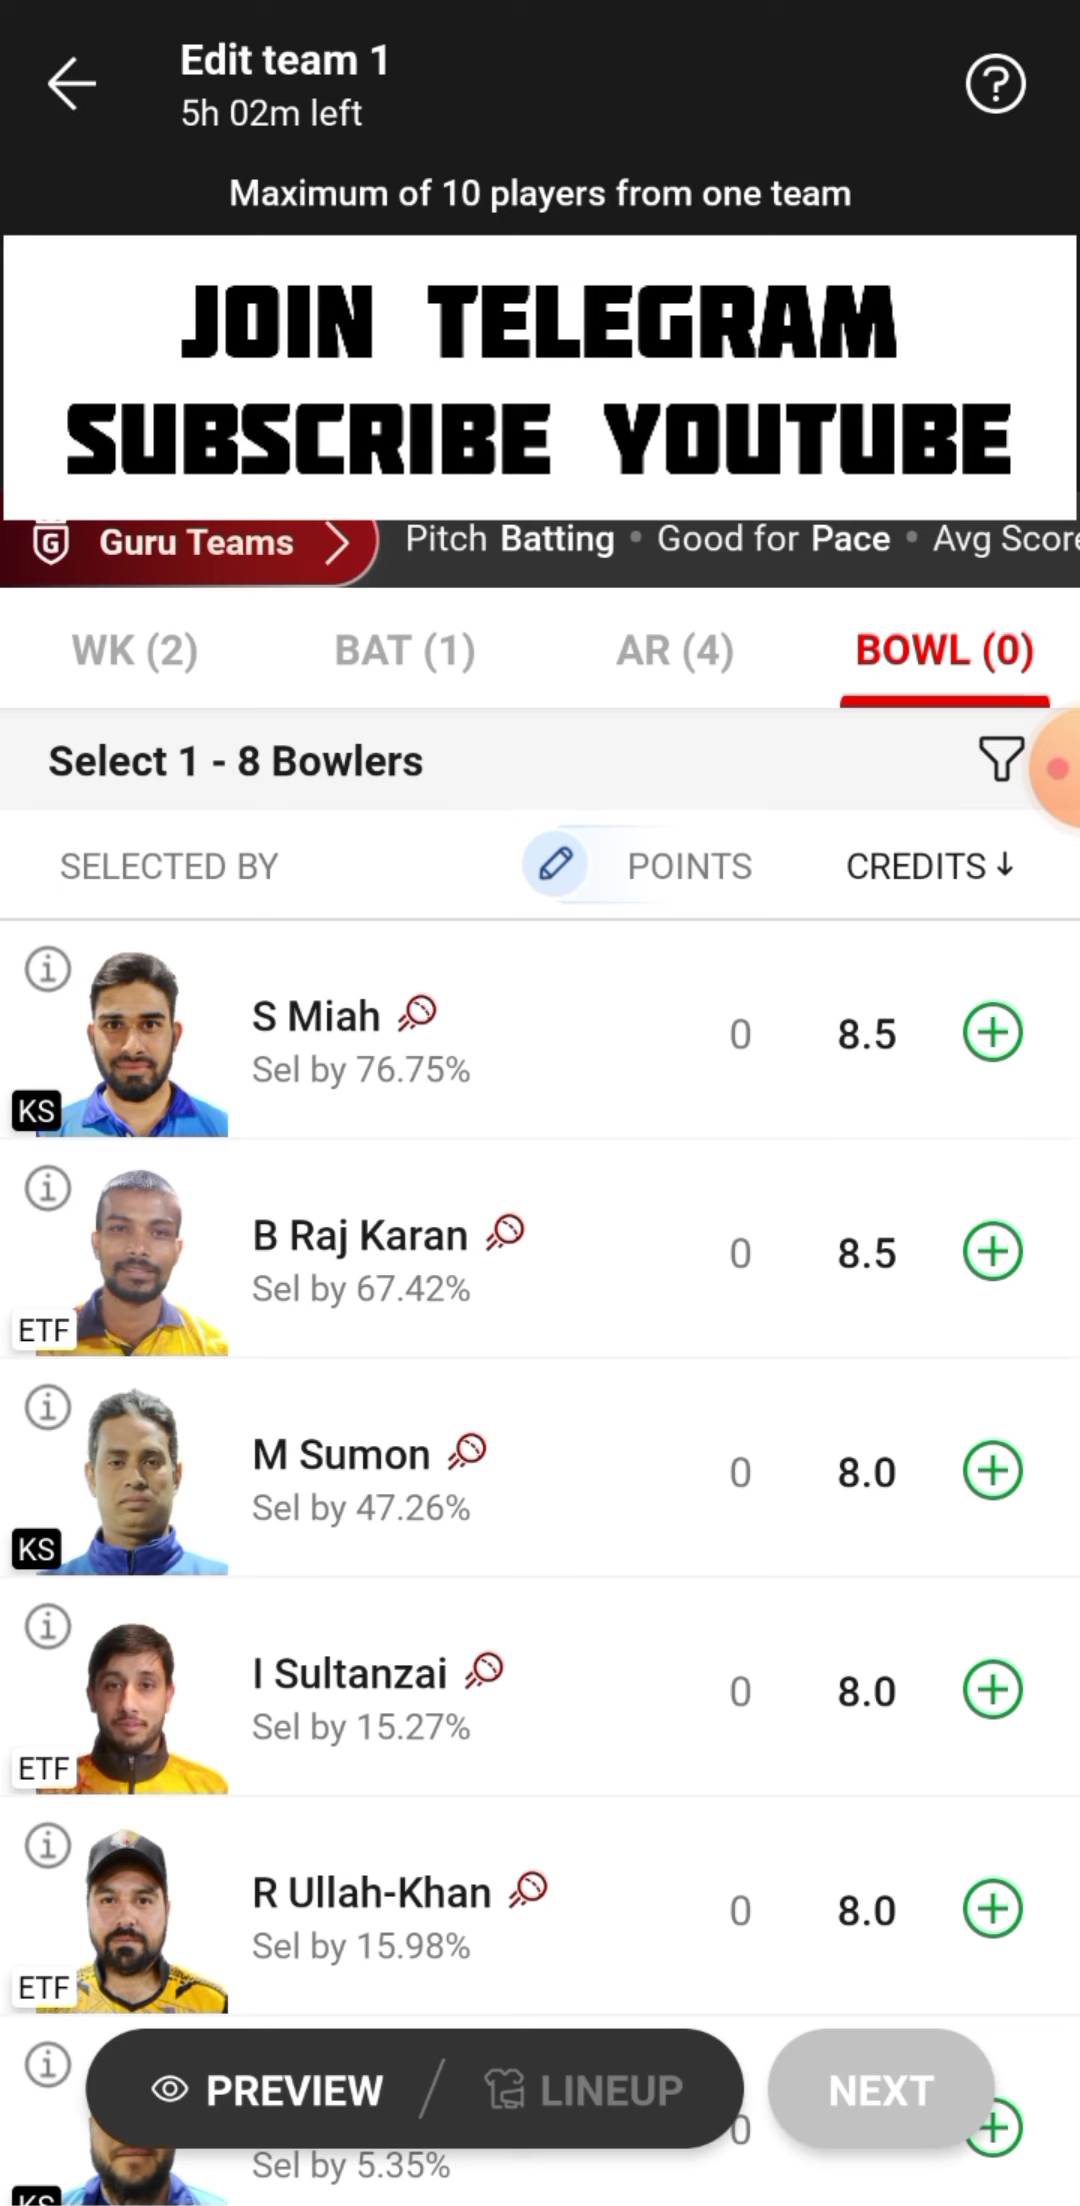 Edit team 1
5h 02m left
Maximum of 10 players from one team
JOIN TELEGRAM
SUBSCRIBE YOUTUBE
G Guru Teams Pitch Batting • Good for Pace • Avg Score
WK (2) BAT (1) AR (4) BOWL (0)
Select 1 - 8 Bowlers
SELECTED BY POINTS CREDITS ↓
S Miah
Sel by 76.75%
0 8.5
KS
B Raj Karan
Sel by 67.42%
0 8.5
ETF
M Sumon
Sel by 47.26%
0 8.0
KS
I Sultanzai
Sel by 15.27%
0 8.0
ETF
R Ullah-Khan
Sel by 15.98%
0 8.0
ETF
PREVIEW / LINEUP NEXT
0
Sel by 5.35%
KS